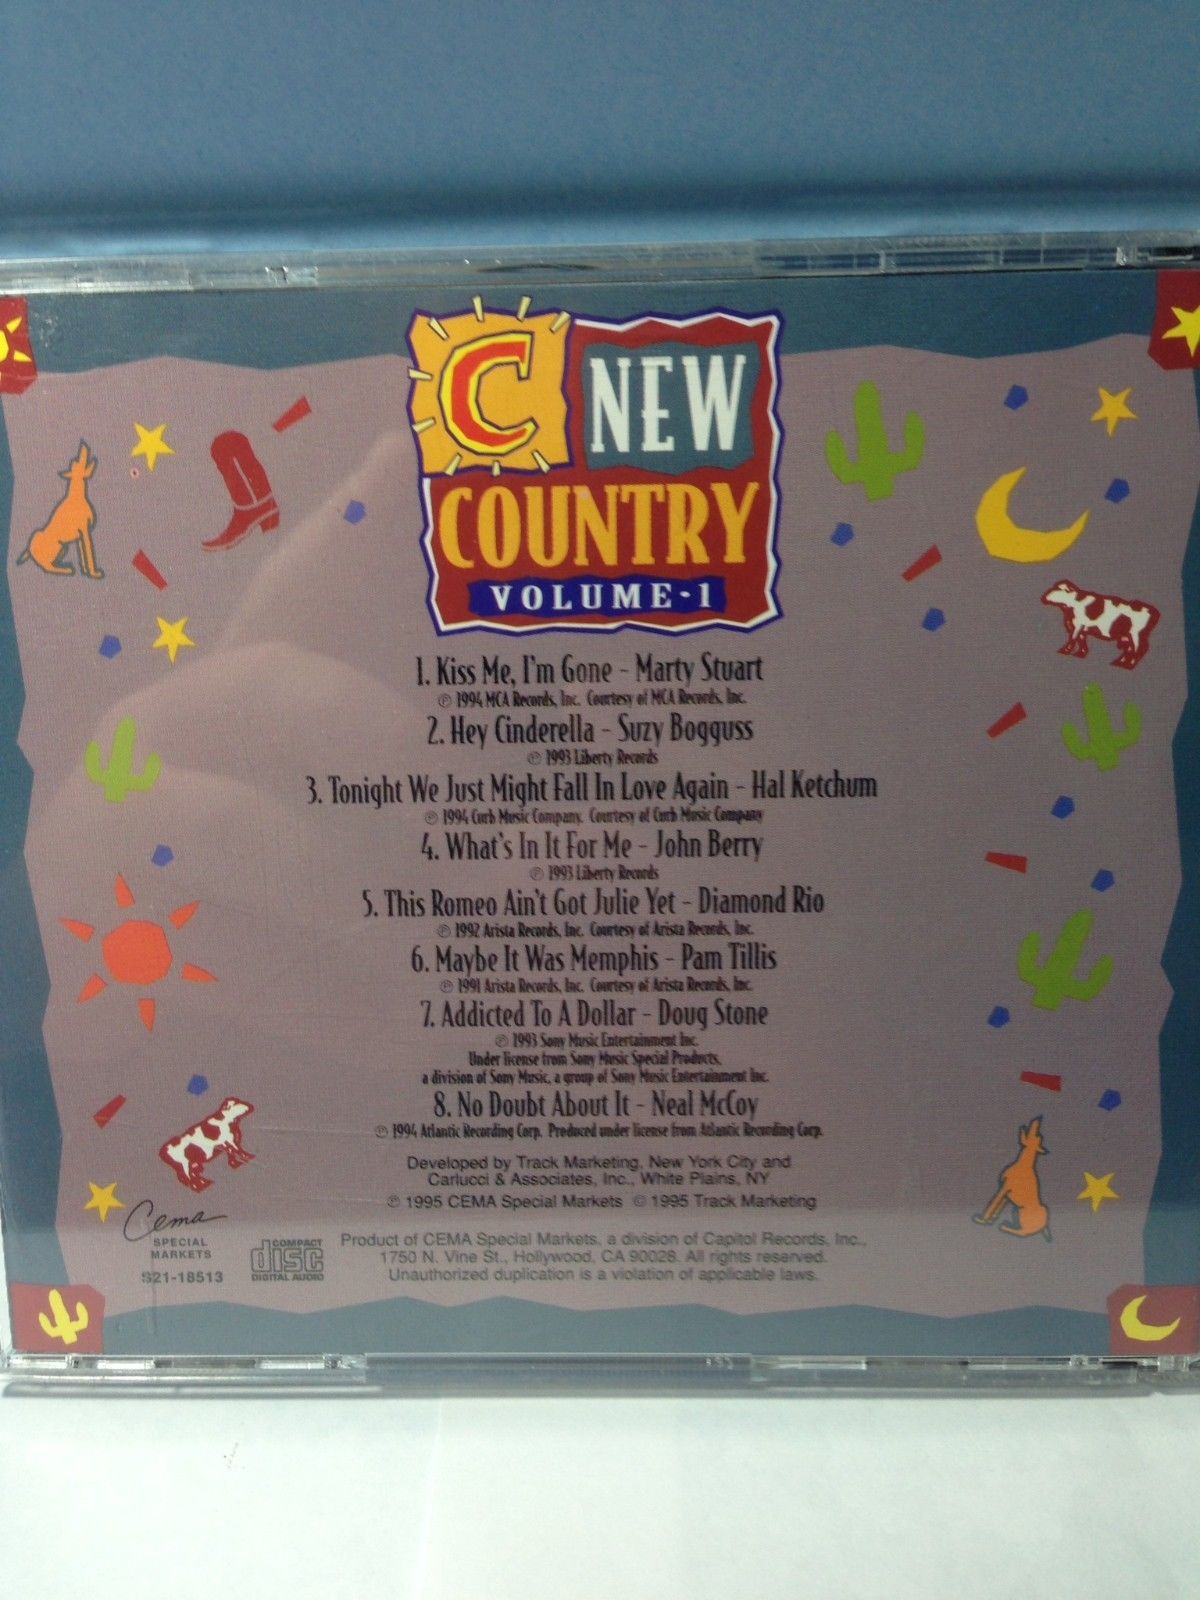 C NEW
COUNTRY
VOLUME·1
1. Kiss Me, I'm Gone - Marty Stuart
℗ 1994 MCA Records, Inc. Courtesy of MCA Records, Inc.
2. Hey Cinderella - Suzy Bogguss
℗ 1993 Liberty Records
3. Tonight We Just Might Fall In Love Again - Hal Ketchum
℗ 1994 Curb Music Company. Courtesy of Curb Music Company
4. What's In It For Me - John Berry
℗ 1993 Liberty Records
5. This Romeo Ain't Got Julie Yet - Diamond Rio
℗ 1992 Arista Records, Inc. Courtesy of Arista Records, Inc.
6. Maybe It Was Memphis - Pam Tillis
℗ 1991 Arista Records, Inc. Courtesy of Arista Records, Inc.
7. Addicted To A Dollar - Doug Stone
℗ 1993 Sony Music Entertainment Inc.
Under license from Sony Music Special Products,
a division of Sony Music, a group of Sony Music Entertainment Inc.
8. No Doubt About It - Neal McCoy
℗ 1994 Atlantic Recording Corp. Produced under license from Atlantic Recording Corp.
Developed by Track Marketing, New York City and
Carlucci & Associates, Inc., White Plains, NY
℗ 1995 CEMA Special Markets © 1995 Track Marketing
Cema
SPECIAL
MARKETS
S21-18513
COMPACT
disc
DIGITAL AUDIO
Product of CEMA Special Markets, a division of Capitol Records, Inc.,
1750 N. Vine St., Hollywood, CA 90028. All rights reserved.
Unauthorized duplication is a violation of applicable laws.